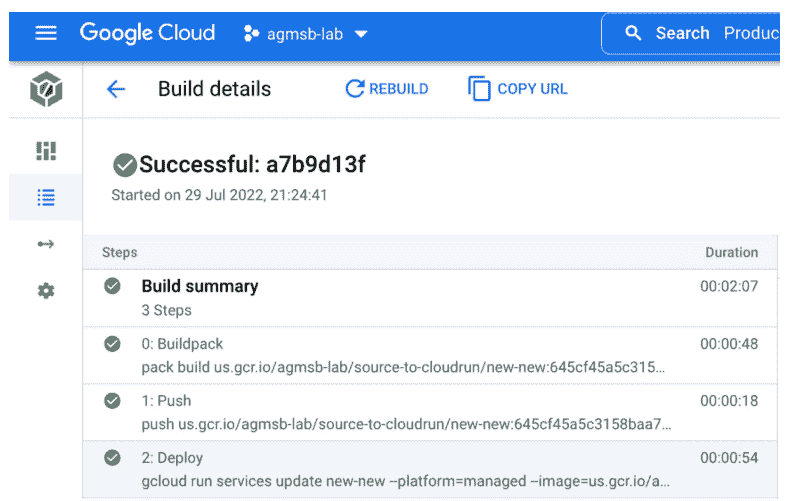 Google Cloud agmsb-lab Search Produc
Build details REBUILD COPY URL
Successful: a7b9d13f
Started on 29 Jul 2022, 21:24:41
Steps Duration
Build summary 00:02:07
3 Steps
0: Buildpack 00:00:48
pack build us.gcr.io/agmsb-lab/source-to-cloudrun/new-new:645cf45a5c315...
1: Push 00:00:18
push us.gcr.io/agmsb-lab/source-to-cloudrun/new-new:645cf45a5c3158baa7...
2: Deploy 00:00:54
gcloud run services update new-new --platform=managed --image=us.gcr.io/a...